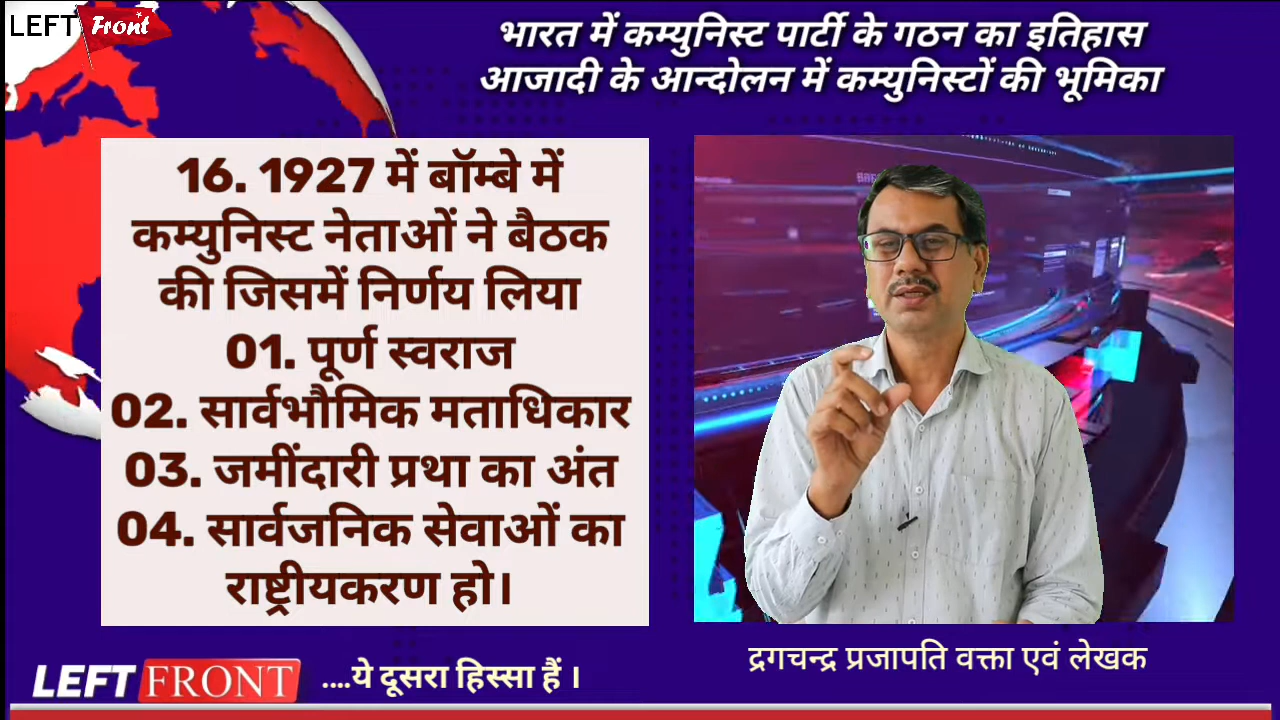 LEFT Front
भारत में कम्युनिस्ट पार्टी के गठन का इतिहास
आजादी के आन्दोलन में कम्युनिस्टों की भूमिका
16. 1927 में बॉम्बे में
कम्युनिस्ट नेताओं ने बैठक
की जिसमें निर्णय लिया
01. पूर्ण स्वराज
02. सार्वभौमिक मताधिकार
03. जमींदारी प्रथा का अंत
04. सार्वजनिक सेवाओं का
राष्ट्रीयकरण हो।
द्रगचन्द्र प्रजापति वक्ता एवं लेखक
LEFT FRONT ....ये दूसरा हिस्सा हैं ।